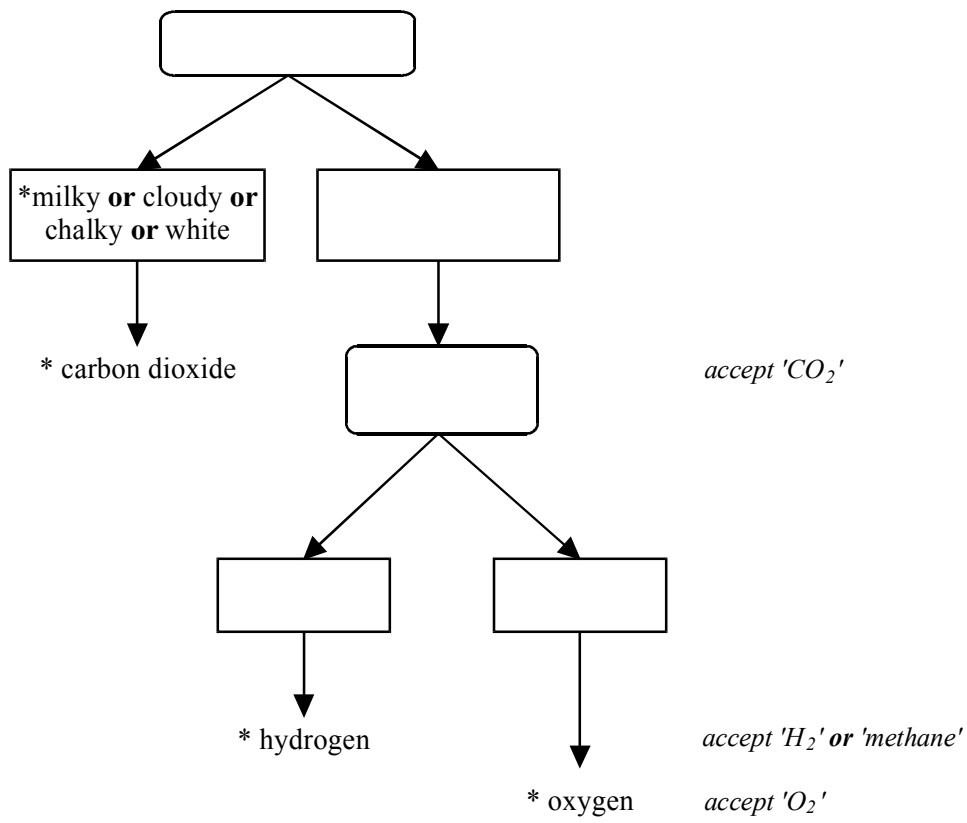 *milky or cloudy or
chalky or white
* carbon dioxide
accept 'CO₂'
* hydrogen
accept 'H₂' or 'methane'
* oxygen
accept 'O₂'